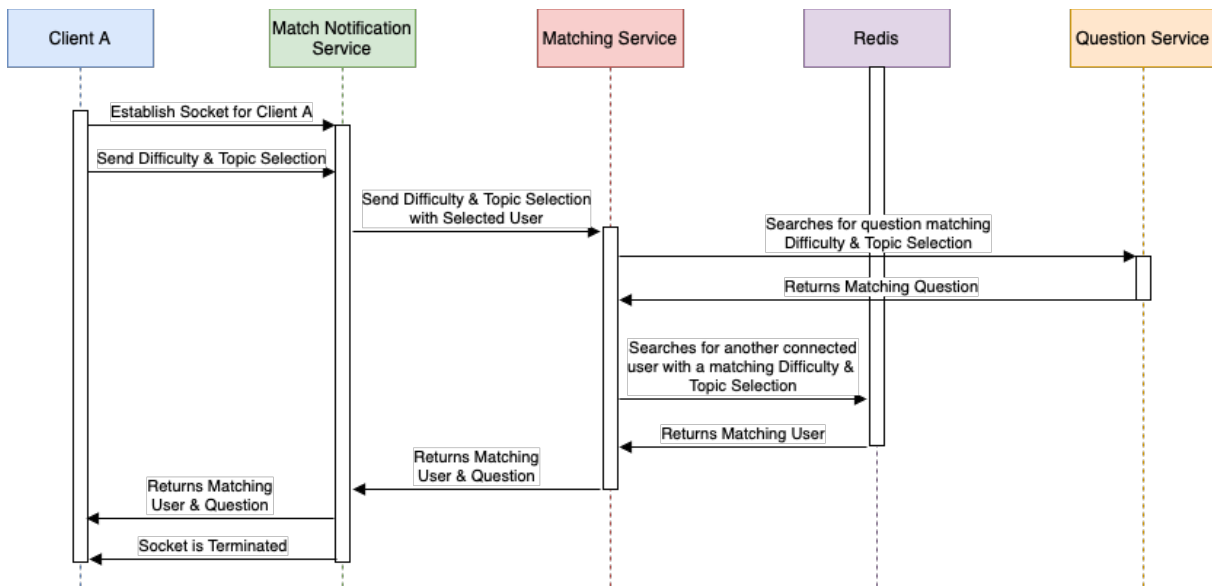 Client A
Match Notification
Service
Matching Service
Redis
Question Service
Establish Socket for Client A
Send Difficulty & Topic Selection
Send Difficulty & Topic Selection
with Selected User
Searches for question matching
Difficulty & Topic Selection
Returns Matching Question
Searches for another connected
user with a matching Difficulty &
Topic Selection
Returns Matching User
Returns Matching
User & Question
Returns Matching
User & Question
Socket is Terminated